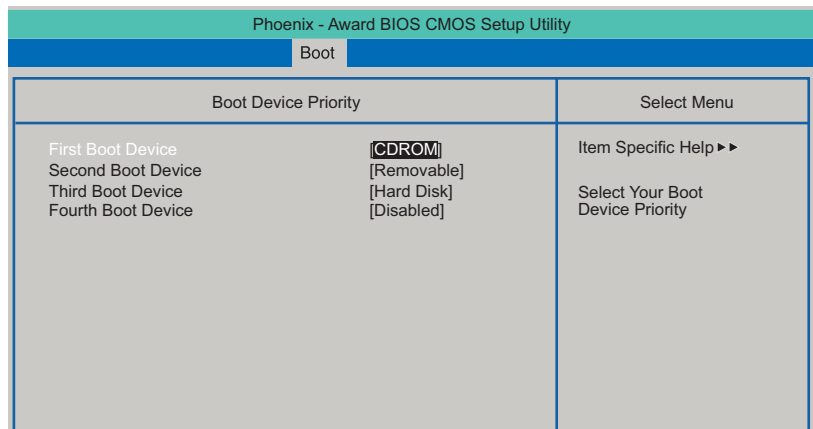 Phoenix - Award BIOS CMOS Setup Utility
Boot
Boot Device Priority
Select Menu
First Boot Device [CDROM]
Second Boot Device [Removable]
Third Boot Device [Hard Disk]
Fourth Boot Device [Disabled]
Item Specific Help ►►
Select Your Boot
Device Priority